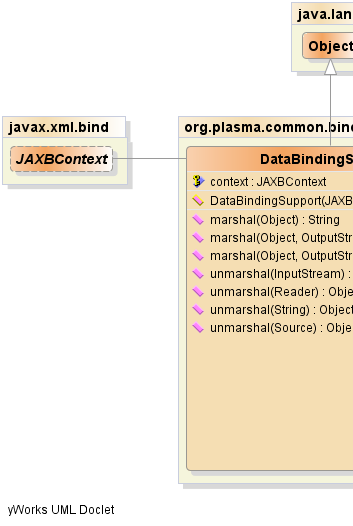 java.lan
Object
javax.xml.bind
JAXBContext
org.plasma.common.bind
DataBindingS
context : JAXBContext
DataBindingSupport(JAXB
marshal(Object) : String
marshal(Object, OutputStr
marshal(Object, OutputStr
unmarshal(InputStream) :
unmarshal(Reader) : Obje
unmarshal(String) : Object
unmarshal(Source) : Obje
yWorks UML Doclet